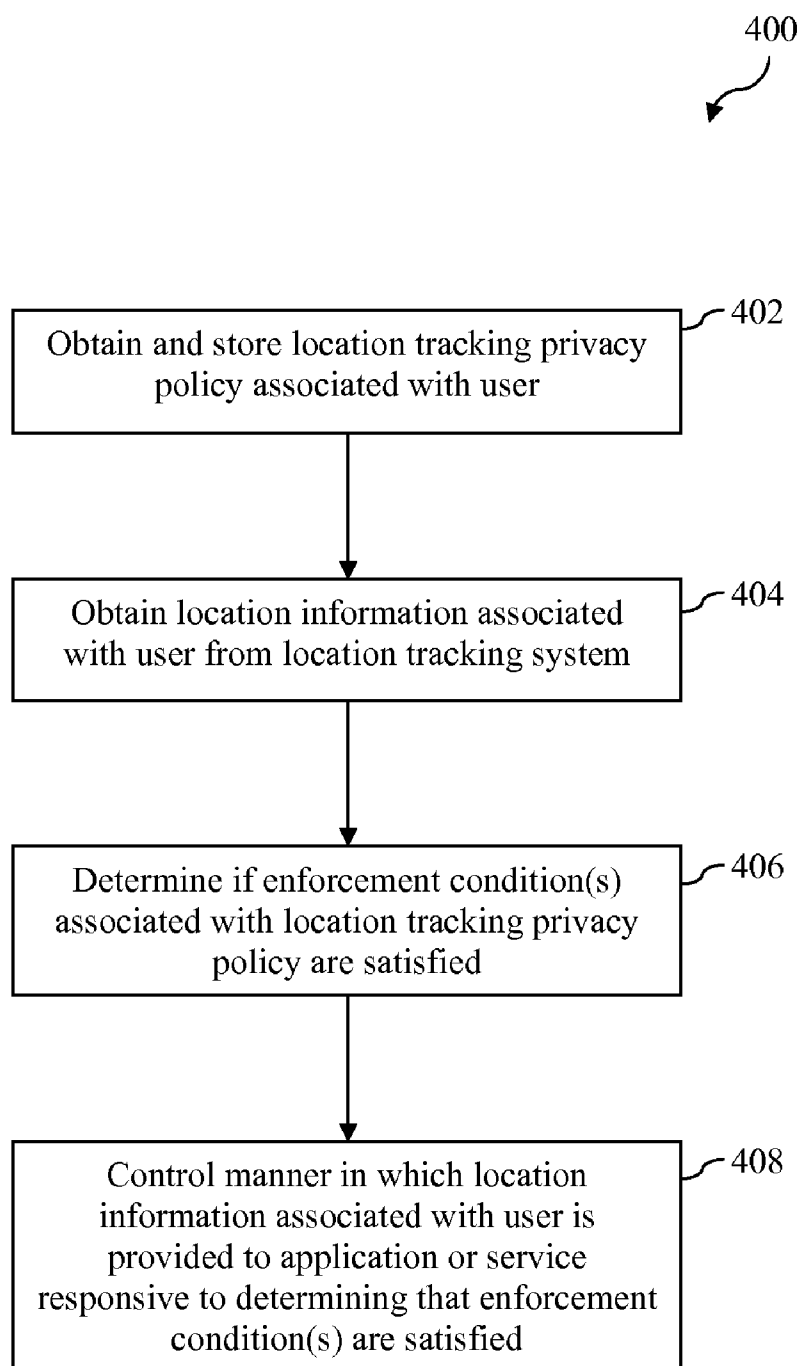 400
402
Obtain and store location tracking privacy
policy associated with user
404
Obtain location information associated
with user from location tracking system
406
Determine if enforcement condition(s)
associated with location tracking privacy
policy are satisfied
408
Control manner in which location
information associated with user is
provided to application or service
responsive to determining that enforcement
condition(s) are satisfied